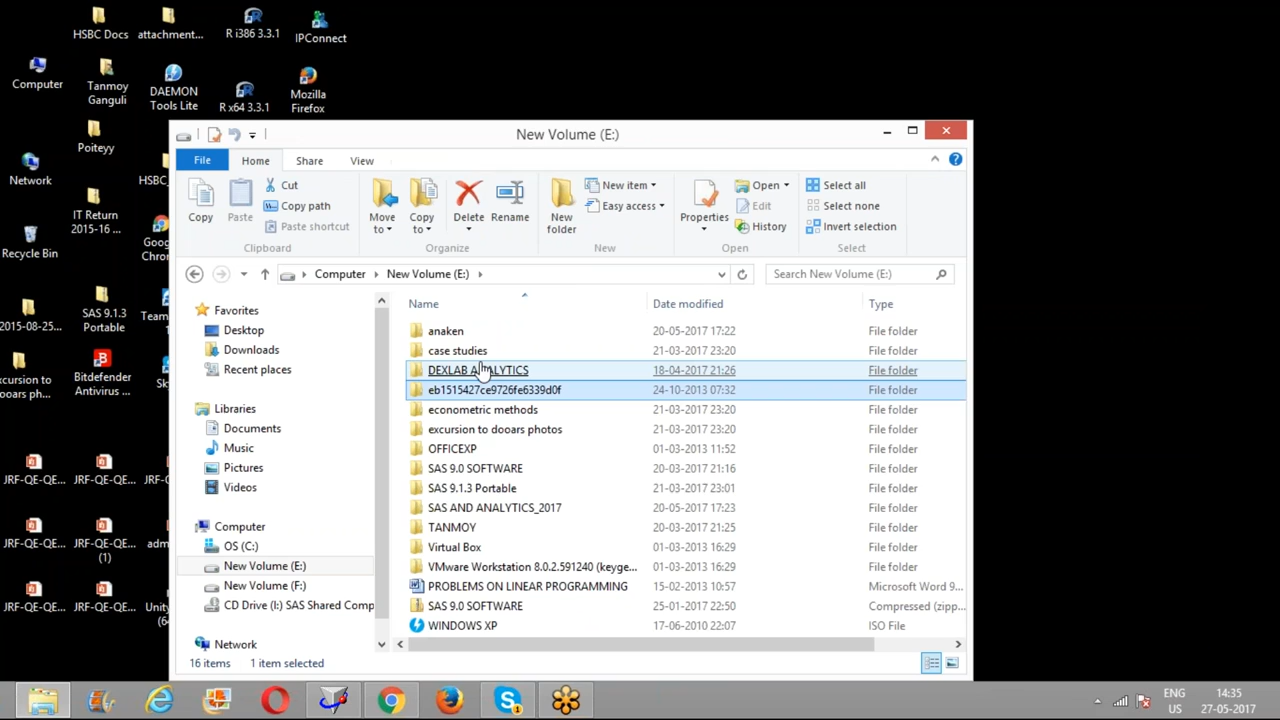 HSBC Docs
attachment...
R i386 3.3.1
IPConnect
Computer
Tanmoy
Ganguli
DAEMON
Tools Lite
R x64 3.3.1
Mozilla
Firefox
Poiteyy
Network
HSBC_
IT Return
2015-16 ...
Recycle Bin
Goog
Chron
2015-08-25...
SAS 9.1.3
Portable
Team
excursion to
dooars ph...
Bitdefender
Antivirus ...
Sk
JRF-QE-QE...
JRF-QE-QE...
JRF-Q
JRF-QE-QE...
JRF-QE-QE...
(1)
adm
JRF-QE-QE...
JRF-QE-QE...
Unity
(64
New Volume (E:)
File
Home
Share
View
Copy
Paste
Cut
Copy path
Paste shortcut
Clipboard
Move
to
Copy
to
Delete
Rename
Organize
New
folder
New item
Easy access
New
Properties
Open
Edit
History
Open
Select all
Select none
Invert selection
Select
Computer
New Volume (E:)
Search New Volume (E:)
Favorites
Desktop
Downloads
Recent places
Libraries
Documents
Music
Pictures
Videos
Computer
OS (C:)
New Volume (E:)
New Volume (F:)
CD Drive (I:) SAS Shared Comp
Network
Name Date modified Type
anaken 20-05-2017 17:22 File folder
case studies 21-03-2017 23:20 File folder
DEXLAB ANALYTICS 18-04-2017 21:26 File folder
eb1515427ce9726fe6339d0f 24-10-2013 07:32 File folder
econometric methods 21-03-2017 23:20 File folder
excursion to dooars photos 21-03-2017 23:20 File folder
OFFICEXP 01-03-2013 11:52 File folder
SAS 9.0 SOFTWARE 20-03-2017 21:16 File folder
SAS 9.1.3 Portable 21-03-2017 23:01 File folder
SAS AND ANALYTICS_2017 20-05-2017 17:23 File folder
TANMOY 20-03-2017 21:25 File folder
Virtual Box 01-03-2013 16:29 File folder
VMware Workstation 8.0.2.591240 (keyge... 01-03-2013 16:29 File folder
PROBLEMS ON LINEAR PROGRAMMING 15-02-2013 10:57 Microsoft Word 9...
SAS 9.0 SOFTWARE 25-01-2017 22:50 Compressed (zipp...
WINDOWS XP 17-06-2010 22:07 ISO File
16 items 1 item selected
ENG
US
14:35
27-05-2017